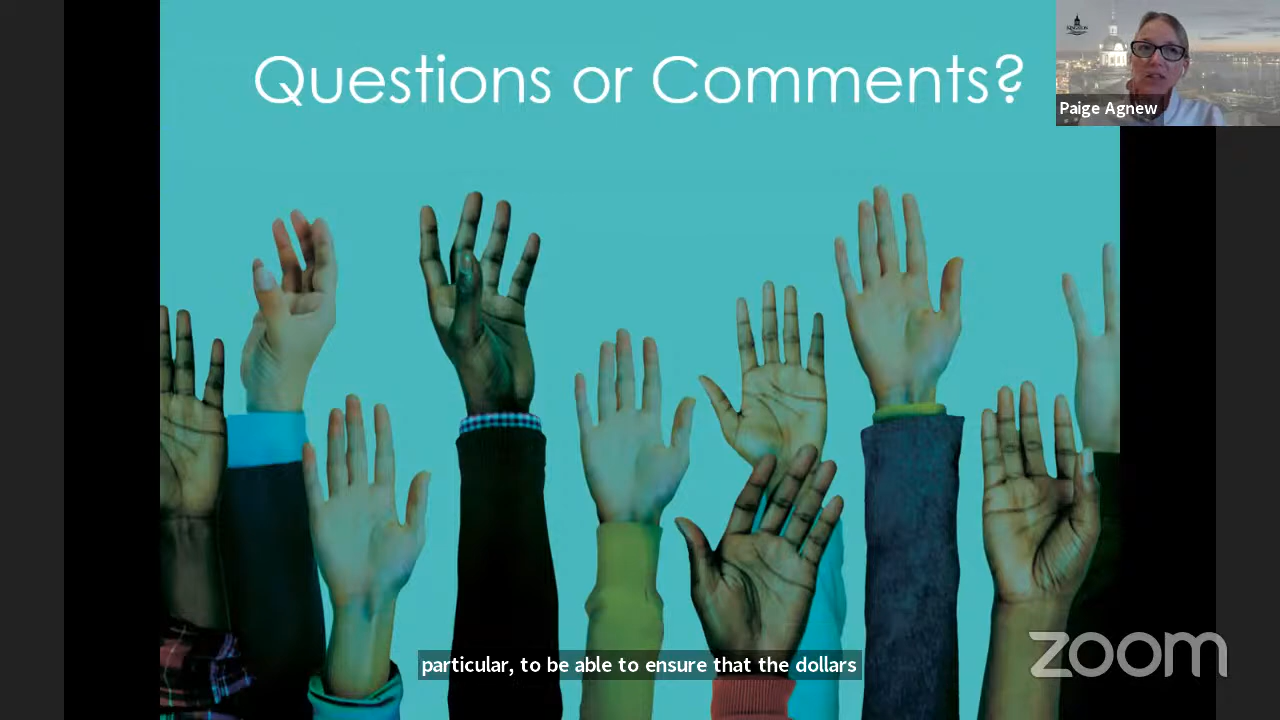 Questions or Comments?
Paige Agnew
particular, to be able to ensure that the dollars
zoom